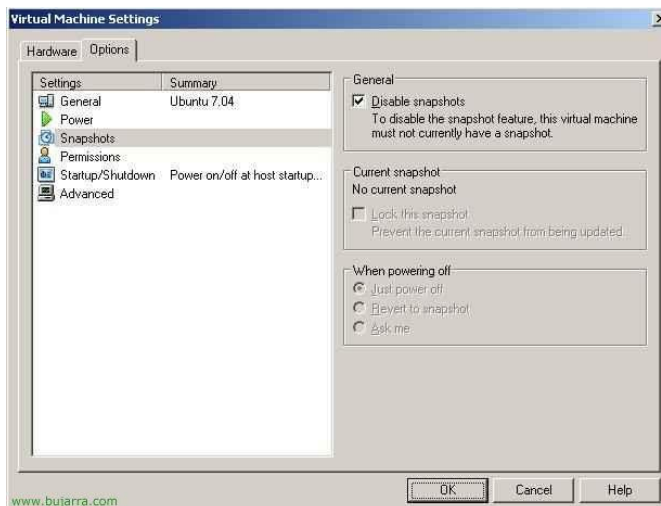 Virtual Machine Settings
Hardware Options
Settings Summary
General Ubuntu 7.04
Power
Snapshots
Permissions
Startup/Shutdown Power on/off at host startup...
Advanced
General
Disable snapshots
To disable the snapshot feature, this virtual machine
must not currently have a snapshot.
Current snapshot
No current snapshot
Lock this snapshot
Prevent the current snapshot from being updated.
When powering off
Just power off
Revert to snapshot
Ask me
OK Cancel Help
www.bujarra.com